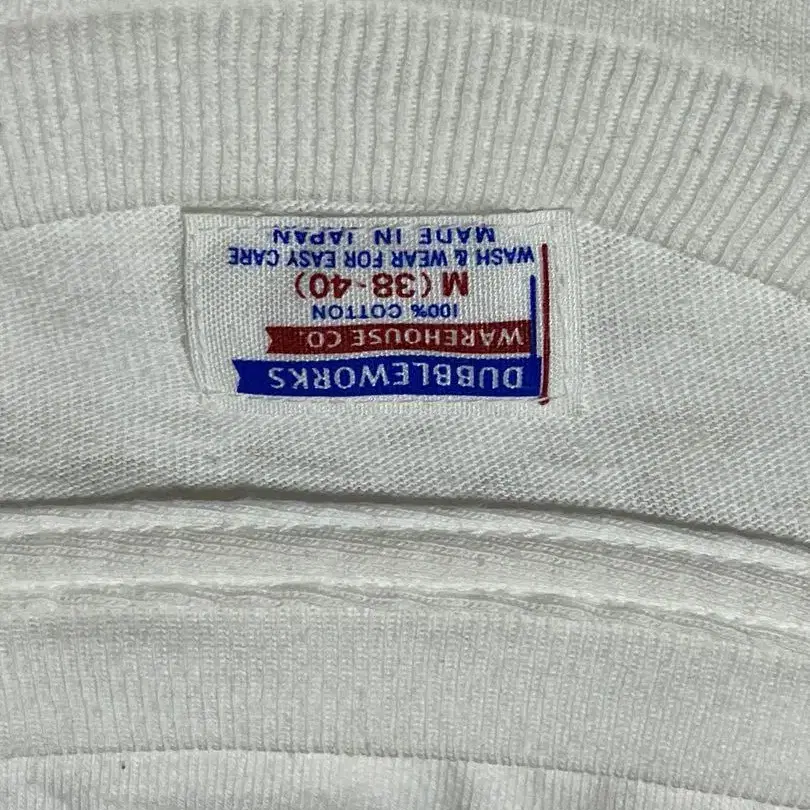 DUBBLEWORKS
WAREHOUSE CO.
100% COTTON
M (38-40)
WASH & WEAR FOR EASY CARE
MADE IN JAPAN